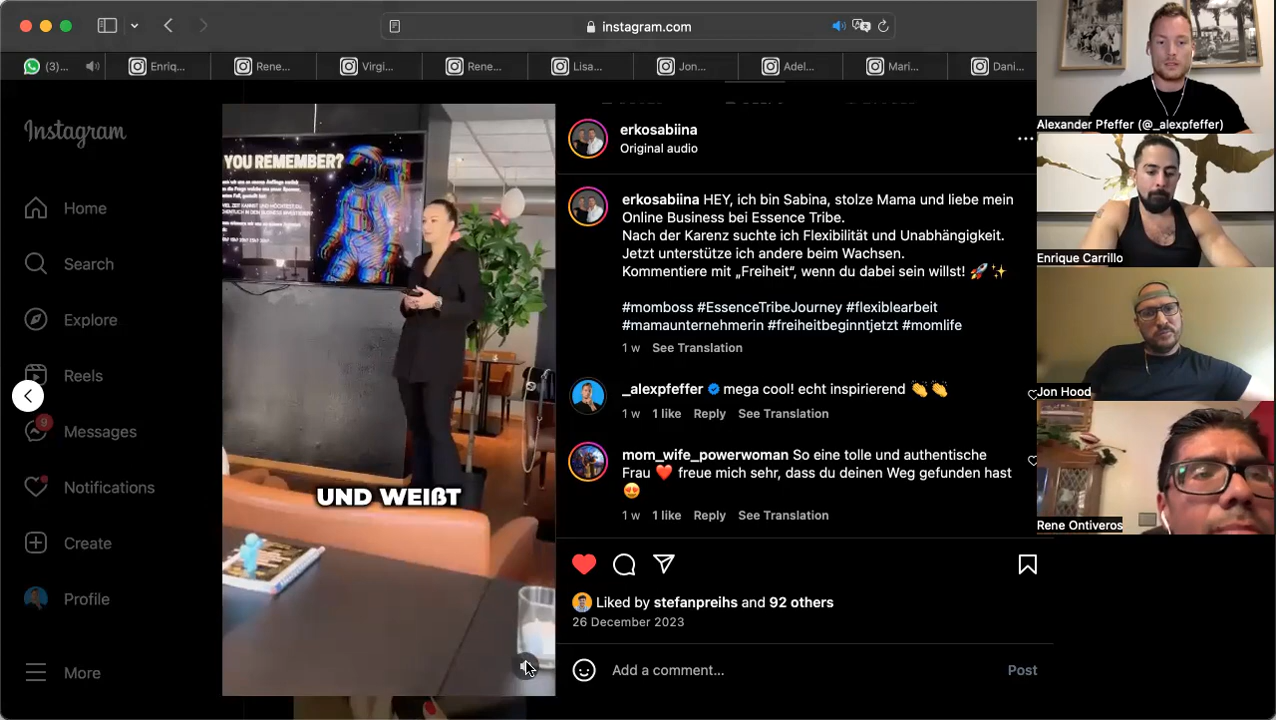 instagram.com
(3)...
Enriq...
Rene...
Virgi...
Rene...
Lisa...
Jon...
Adel...
Mari...
Dani...
Instagram
Home
Search
Explore
Reels
9
Messages
Notifications
Create
Profile
More
YOU REMEMBER?
UND WEIßT
erkosabiina
Original audio
erkosabiina HEY, ich bin Sabina, stolze Mama und liebe mein
Online Business bei Essence Tribe.
Nach der Karenz suchte ich Flexibilität und Unabhängigkeit.
Jetzt unterstütze ich andere beim Wachsen.
Kommentiere mit „Freiheit“, wenn du dabei sein willst! 🚀 ✨
#momboss #EssenceTribeJourney #flexiblearbeit
#mamaunternehmerin #freiheitbeginntjetzt #momlife
1 w See Translation
_alexpfeffer mega cool! echt inspirierend 👏👏
1 w 1 like Reply See Translation
mom_wife_powerwoman So eine tolle und authentische
Frau ❤️ freue mich sehr, dass du deinen Weg gefunden hast
😍
1 w 1 like Reply See Translation
Liked by stefanpreihs and 92 others
26 December 2023
Add a comment...
Post
Alexander Pfeffer (@_alexpfeffer)
Enrique Carrillo
Jon Hood
Rene Ontiveros